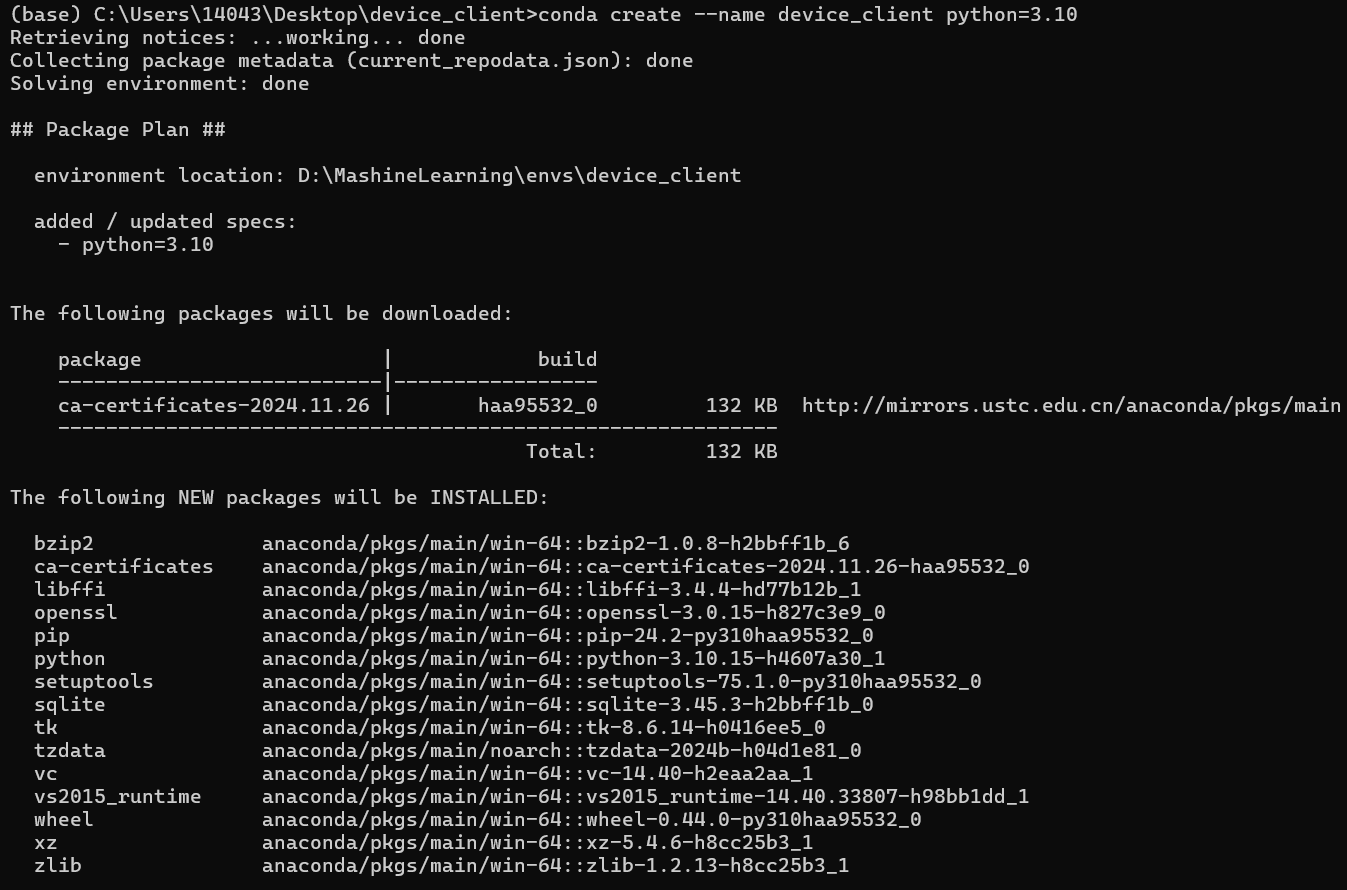 (base) C:\Users\14043\Desktop\device_client>conda create --name device_client python=3.10
Retrieving notices: ...working... done
Collecting package metadata (current_repodata.json): done
Solving environment: done

## Package Plan ##

  environment location: D:\MashineLearning\envs\device_client

  added / updated specs:
    - python=3.10


The following packages will be downloaded:

    package                    |            build
    ---------------------------|-----------------
    ca-certificates-2024.11.26 |       haa95532_0         132 KB  http://mirrors.ustc.edu.cn/anaconda/pkgs/main
    ------------------------------------------------------------
                                           Total:         132 KB

The following NEW packages will be INSTALLED:

  bzip2              anaconda/pkgs/main/win-64::bzip2-1.0.8-h2bbff1b_6
  ca-certificates    anaconda/pkgs/main/win-64::ca-certificates-2024.11.26-haa95532_0
  libffi             anaconda/pkgs/main/win-64::libffi-3.4.4-hd77b12b_1
  openssl            anaconda/pkgs/main/win-64::openssl-3.0.15-h827c3e9_0
  pip                anaconda/pkgs/main/win-64::pip-24.2-py310haa95532_0
  python             anaconda/pkgs/main/win-64::python-3.10.15-h4607a30_1
  setuptools         anaconda/pkgs/main/win-64::setuptools-75.1.0-py310haa95532_0
  sqlite             anaconda/pkgs/main/win-64::sqlite-3.45.3-h2bbff1b_0
  tk                 anaconda/pkgs/main/win-64::tk-8.6.14-h0416ee5_0
  tzdata             anaconda/pkgs/main/noarch::tzdata-2024b-h04d1e81_0
  vc                 anaconda/pkgs/main/win-64::vc-14.40-h2eaa2aa_1
  vs2015_runtime     anaconda/pkgs/main/win-64::vs2015_runtime-14.40.33807-h98bb1dd_1
  wheel              anaconda/pkgs/main/win-64::wheel-0.44.0-py310haa95532_0
  xz                 anaconda/pkgs/main/win-64::xz-5.4.6-h8cc25b3_1
  zlib               anaconda/pkgs/main/win-64::zlib-1.2.13-h8cc25b3_1